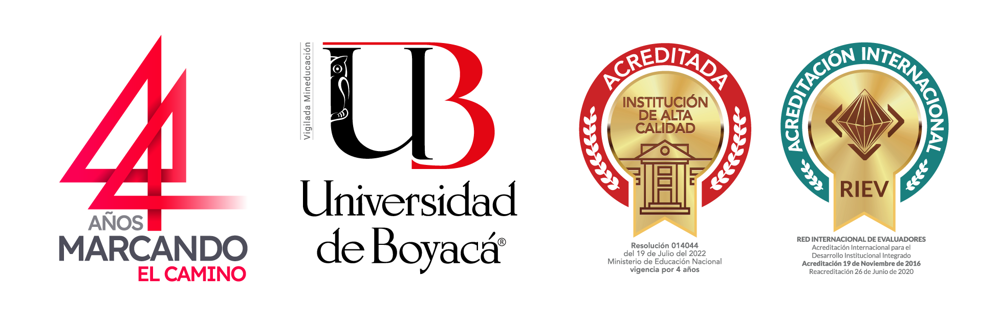 44
AÑOS
MARCANDO
EL CAMINO
Vigilada Mineducación
UB
Universidad
de Boyacá®
ACREDITADA
INSTITUCIÓN
DE ALTA
CALIDAD
Resolución 014044
del 19 de Julio del 2022
Ministerio de Educación Nacional
vigencia por 4 años
ACREDITACIÓN INTERNACIONAL
RIEV
RED INTERNACIONAL DE EVALUADORES
Acreditación Internacional para el
Desarrollo Institucional Integrado
Acreditación 19 de Noviembre de 2016
Reacreditación 26 de Junio de 2020